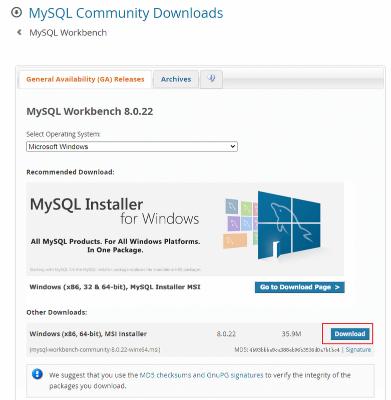 MySQL Community Downloads
MySQL Workbench
General Availability (GA) Releases
Archives
MySQL Workbench 8.0.22
Select Operating System:
Microsoft Windows
Recommended Download:
MySQL Installer
for Windows
All MySQL Products. For All Windows Platforms.
In One Package.
Windows (x86, 32 & 64-bit), MySQL Installer MSI
Go to Download Page >
Other Downloads:
Windows (x86, 64-bit), MSI Installer
8.0.22
35.9M
Download
(mysql-workbench-community-8.0.22-winx64.msi)
MD5:
| Signature
We suggest that you use the MD5 checksums and GnuPG signatures to verify the integrity of the
packages you download.